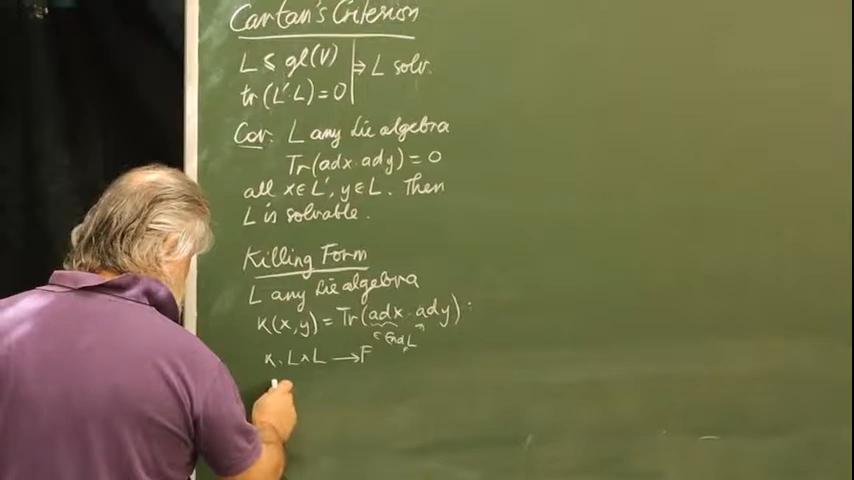 Cartan's Criterion
L ≤ gl(V) | ⇒ L solv.
tr(L'·L) = 0
Cor. L any Lie algebra
Tr(adx·ady) = 0
all x∈L', y∈L. Then
L is solvable.
Killing Form
L any Lie algebra
K(x,y) = Tr(adx·ady):
∈ End L
K: L×L → F